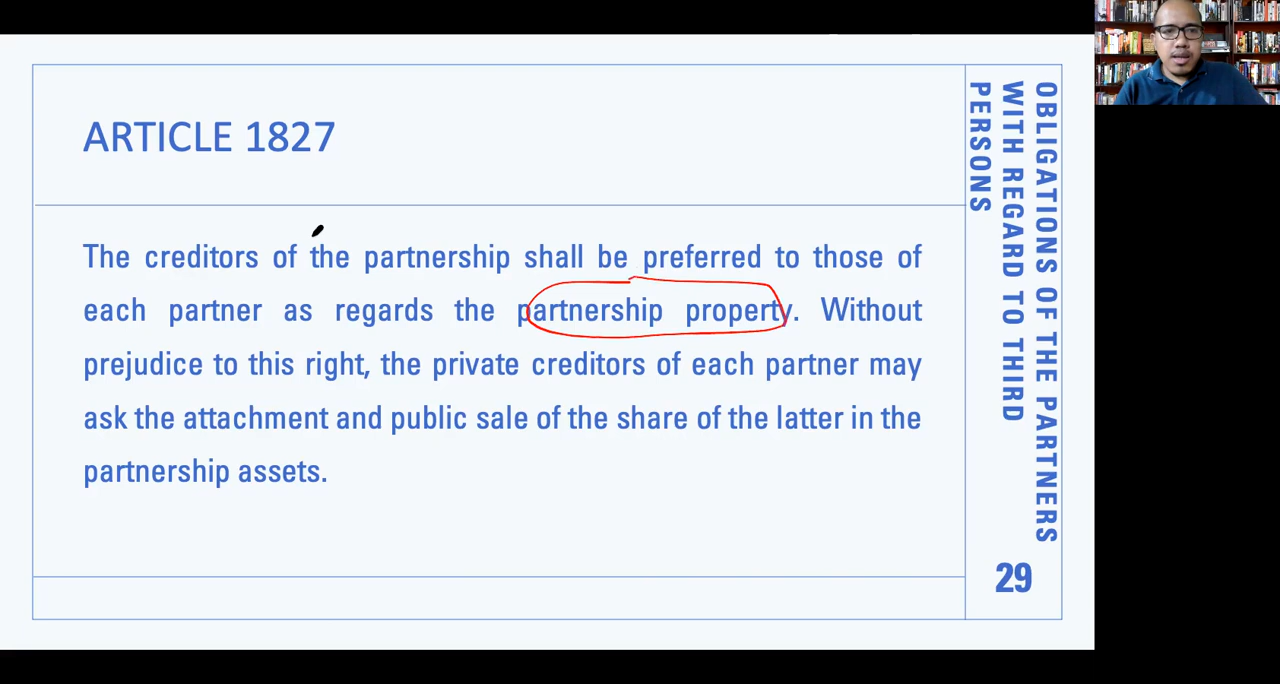 ARTICLE 1827
The creditors of the partnership shall be preferred to those of
each partner as regards the partnership property. Without
prejudice to this right, the private creditors of each partner may
ask the attachment and public sale of the share of the latter in the
partnership assets.
OBLIGATIONS OF THE PARTNERS
WITH REGARD TO THIRD
PERSONS
29